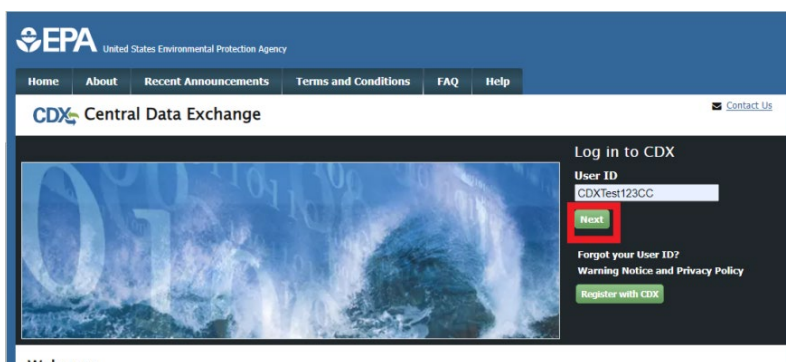 EPA United States Environmental Protection Agency
Home About Recent Announcements Terms and Conditions FAQ Help
Contact Us
CDX Central Data Exchange
Log in to CDX
User ID
CDXTest123CC
Next
Forgot your User ID?
Warning Notice and Privacy Policy
Register with CDX